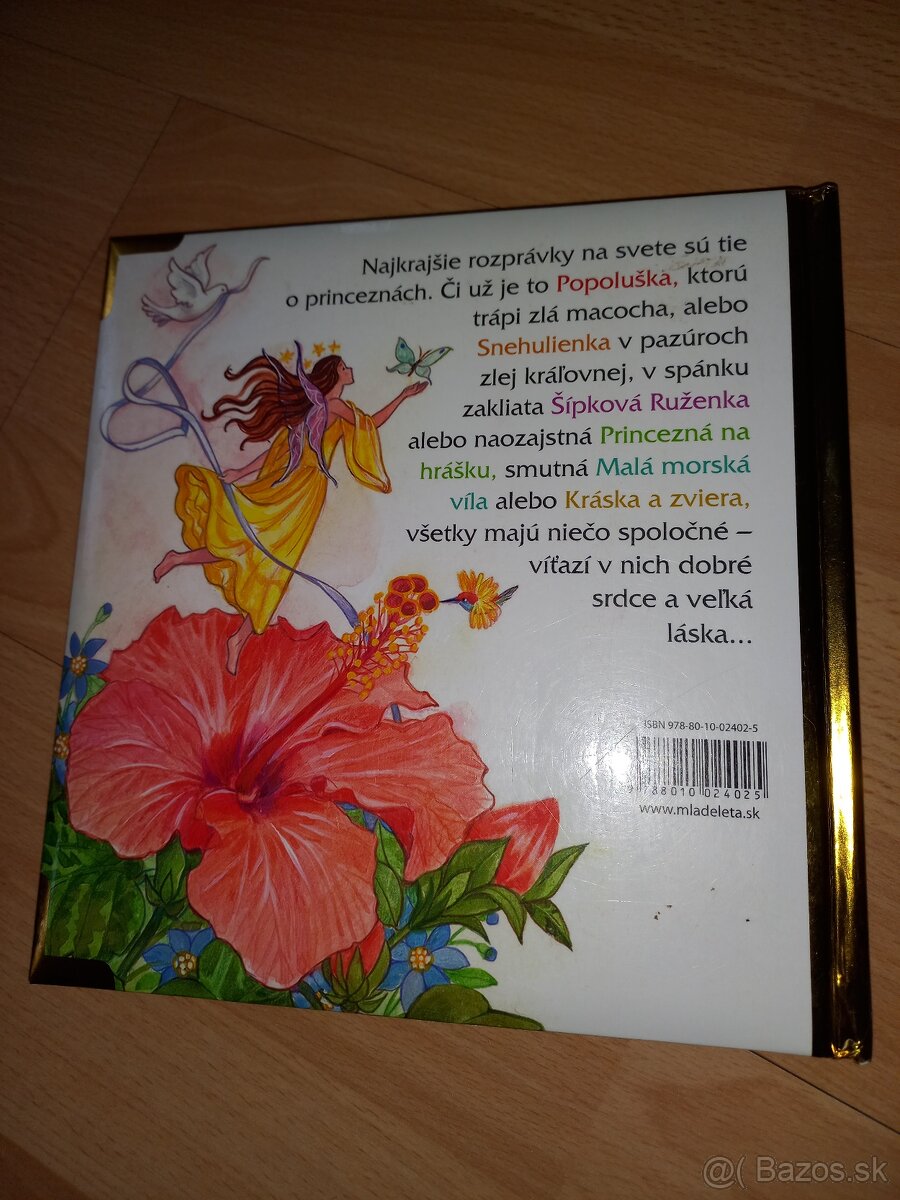 Najkrajšie rozprávky na svete sú tie
o princeznách. Či už je to Popoluška, ktorú
trápi zlá macocha, alebo
Snehulienka v pazúroch
zlej kráľovnej, v spánku
zakliata Šípková Ruženka
alebo naozajstná Princezná na
hrášku, smutná Malá morská
víla alebo Kráska a zviera,
všetky majú niečo spoločné –
víťazí v nich dobré
srdce a veľká
láska...
ISBN 978-80-10-02402-5
9 788010 024025
www.mladeleta.sk
@( Bazos.sk